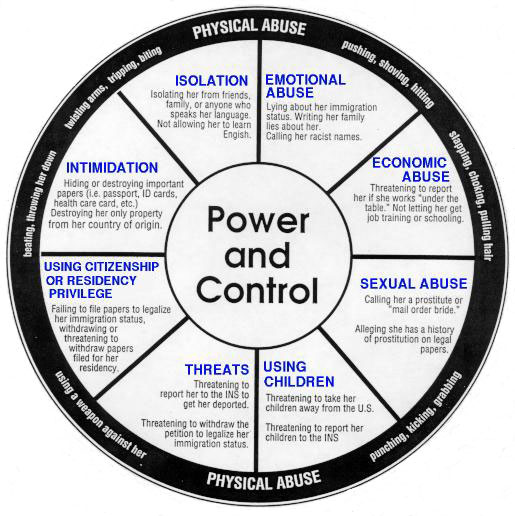 PHYSICAL ABUSE
twisting arms, tripping, biting
pushing, shoving, hitting
slapping, choking, pulling hair
beating, throwing her down
ISOLATION
Isolating her from friends,
family, or anyone who
speaks her language.
Not allowing her to learn
Engish.
EMOTIONAL
ABUSE
Lying about her immigration
status. Writing her family
lies about her.
Calling her racist names.
INTIMIDATION
Hiding or destroying important
papers (i.e. passport, ID cards,
health care card, etc.)
Destroying her only property
from her country of origin.
ECONOMIC
ABUSE
Threatening to report
her if she works "under the
table." Not letting her get
job training or schooling.
Power
and
Control
USING CITIZENSHIP
OR RESIDENCY
PRIVILEGE
Failing to file papers to legalize
her immigration status,
withdrawing or
threatening to
withdraw papers
filed for her
residency.
SEXUAL ABUSE
Calling her a prostitute or
"mail order bride."
Alleging she has a history
of prostitution on legal
papers.
THREATS
Threatening to
report her to the INS to
get her deported.
Threatening to withdraw the
petition to legalize her
immigration status.
USING
CHILDREN
Threatening to take her
children away from the U.S.
Threatening to report her
children to the INS
using a weapon against her
punching, kicking, grabbing
PHYSICAL ABUSE